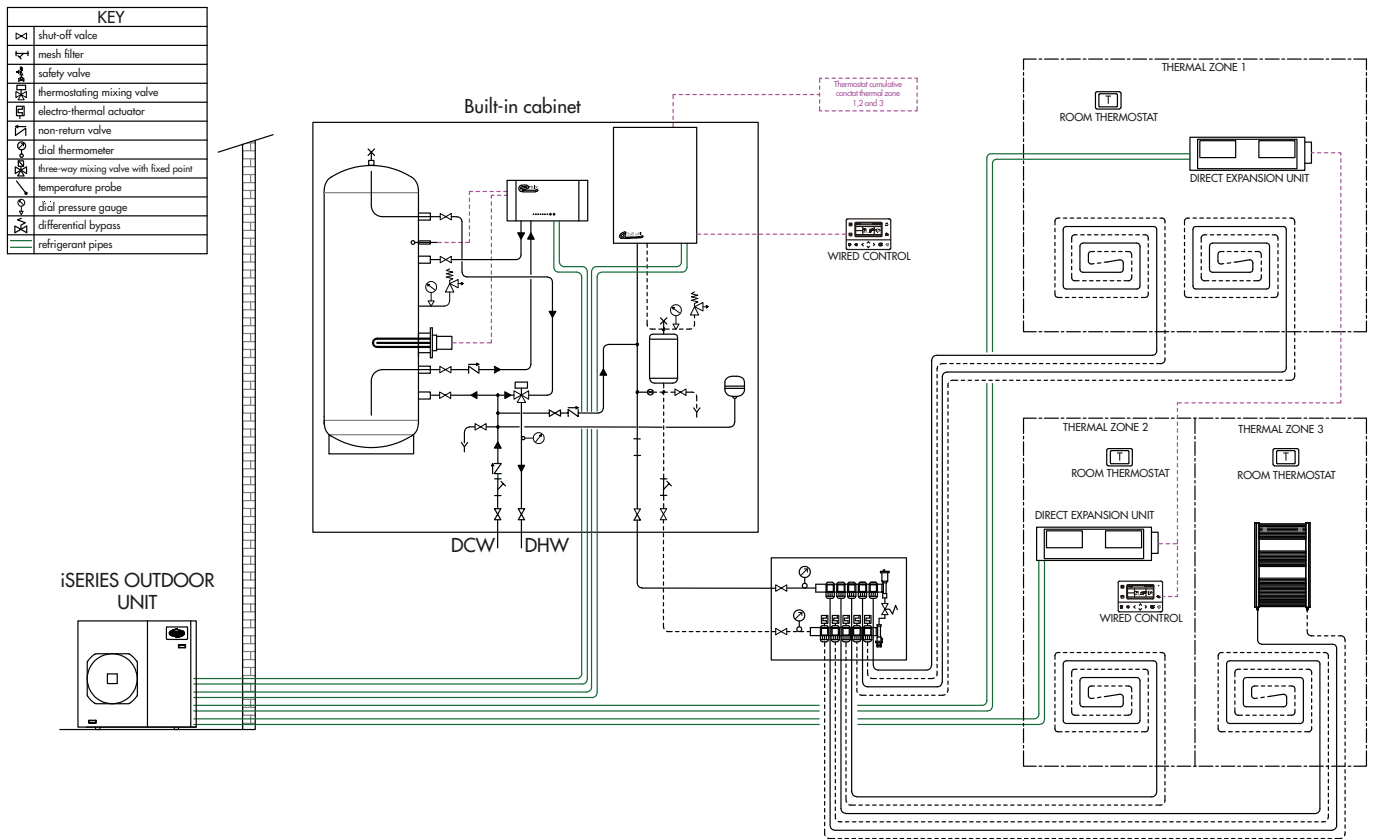 KEY
shut-off valce
mesh filter
safety valve
thermostating mixing valve
electro-thermal actuator
non-return valve
dial thermometer
three-way mixing valve with fixed point
temperature probe
dial pressure gauge
differential bypass
refrigerant pipes
Built-in cabinet
Thermostat cumulative
conctat thermal zone
1,2 and 3
WIRED CONTROL
THERMAL ZONE 1
T
ROOM THERMOSTAT
DIRECT EXPANSION UNIT
THERMAL ZONE 2
T
ROOM THERMOSTAT
DIRECT EXPANSION UNIT
WIRED CONTROL
THERMAL ZONE 3
T
ROOM THERMOSTAT
DCW
DHW
iSERIES OUTDOOR
UNIT